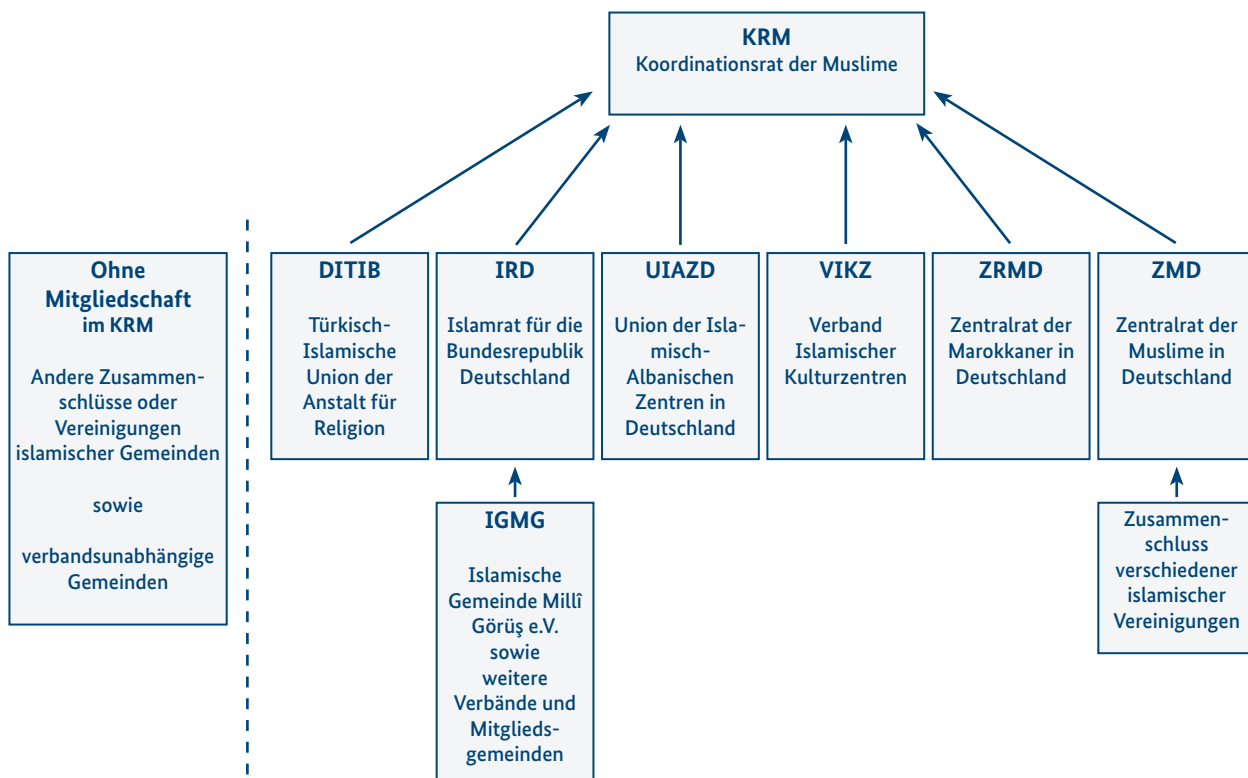 KRM
Koordinationsrat der Muslime
Ohne
Mitgliedschaft
im KRM
Andere Zusammen-
schlüsse oder
Vereinigungen
islamischer Gemeinden
sowie
verbandsunabhängige
Gemeinden
DITIB
Türkisch-
Islamische
Union der
Anstalt für
Religion
IRD
Islamrat für die
Bundesrepublik
Deutschland
UIAZD
Union der Isla-
misch-
Albanischen
Zentren in
Deutschland
VIKZ
Verband
Islamischer
Kulturzentren
ZRMD
Zentralrat der
Marokkaner in
Deutschland
ZMD
Zentralrat der
Muslime in
Deutschland
IGMG
Islamische
Gemeinde Millî
Görüş e.V.
sowie
weitere
Verbände und
Mitglieds-
gemeinden
Zusammen-
schluss
verschiedener
islamischer
Vereinigungen